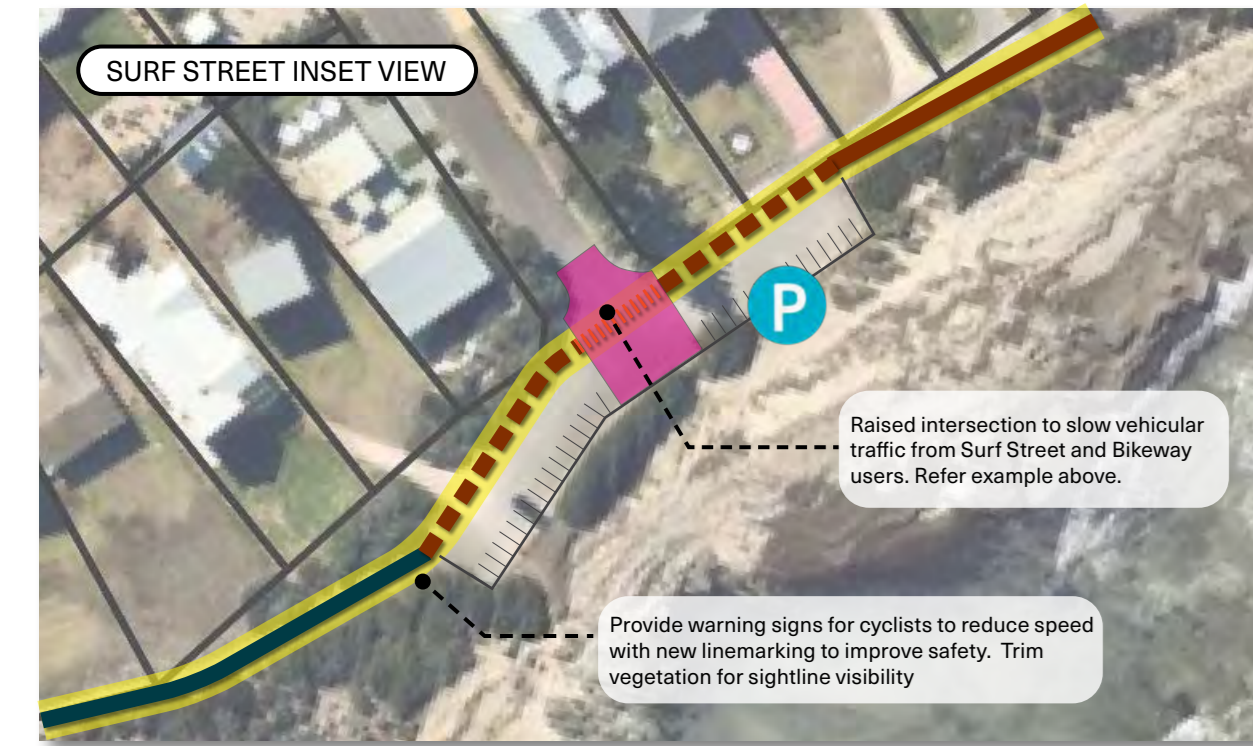 SURF STREET INSET VIEW
P
Raised intersection to slow vehicular
traffic from Surf Street and Bikeway
users. Refer example above.
Provide warning signs for cyclists to reduce speed
with new linemarking to improve safety.  Trim
vegetation for sightline visibility